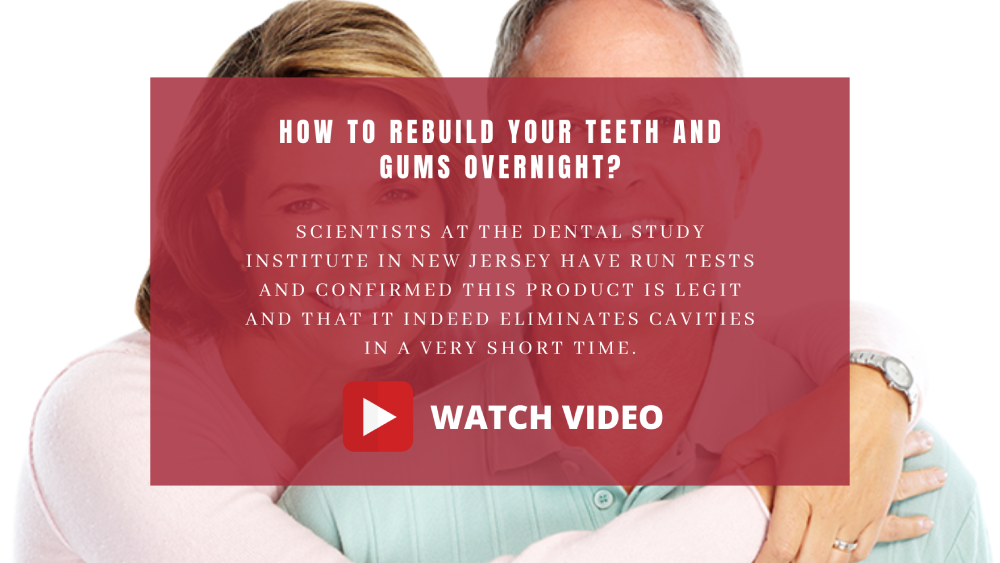 HOW TO REBUILD YOUR TEETH AND
GUMS OVERNIGHT?
SCIENTISTS AT THE DENTAL STUDY
INSTITUTE IN NEW JERSEY HAVE RUN TESTS
AND CONFIRMED THIS PRODUCT IS LEGIT
AND THAT IT INDEED ELIMINATES CAVITIES
IN A VERY SHORT TIME.
WATCH VIDEO